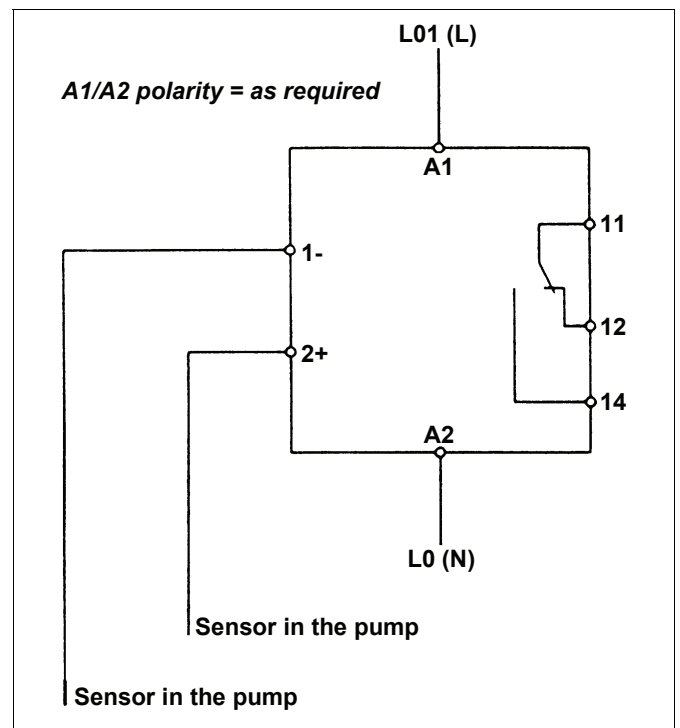 L01 (L)
A1/A2 polarity = as required
A1
11
1-
12
2+
14
A2
L0 (N)
Sensor in the pump
Sensor in the pump